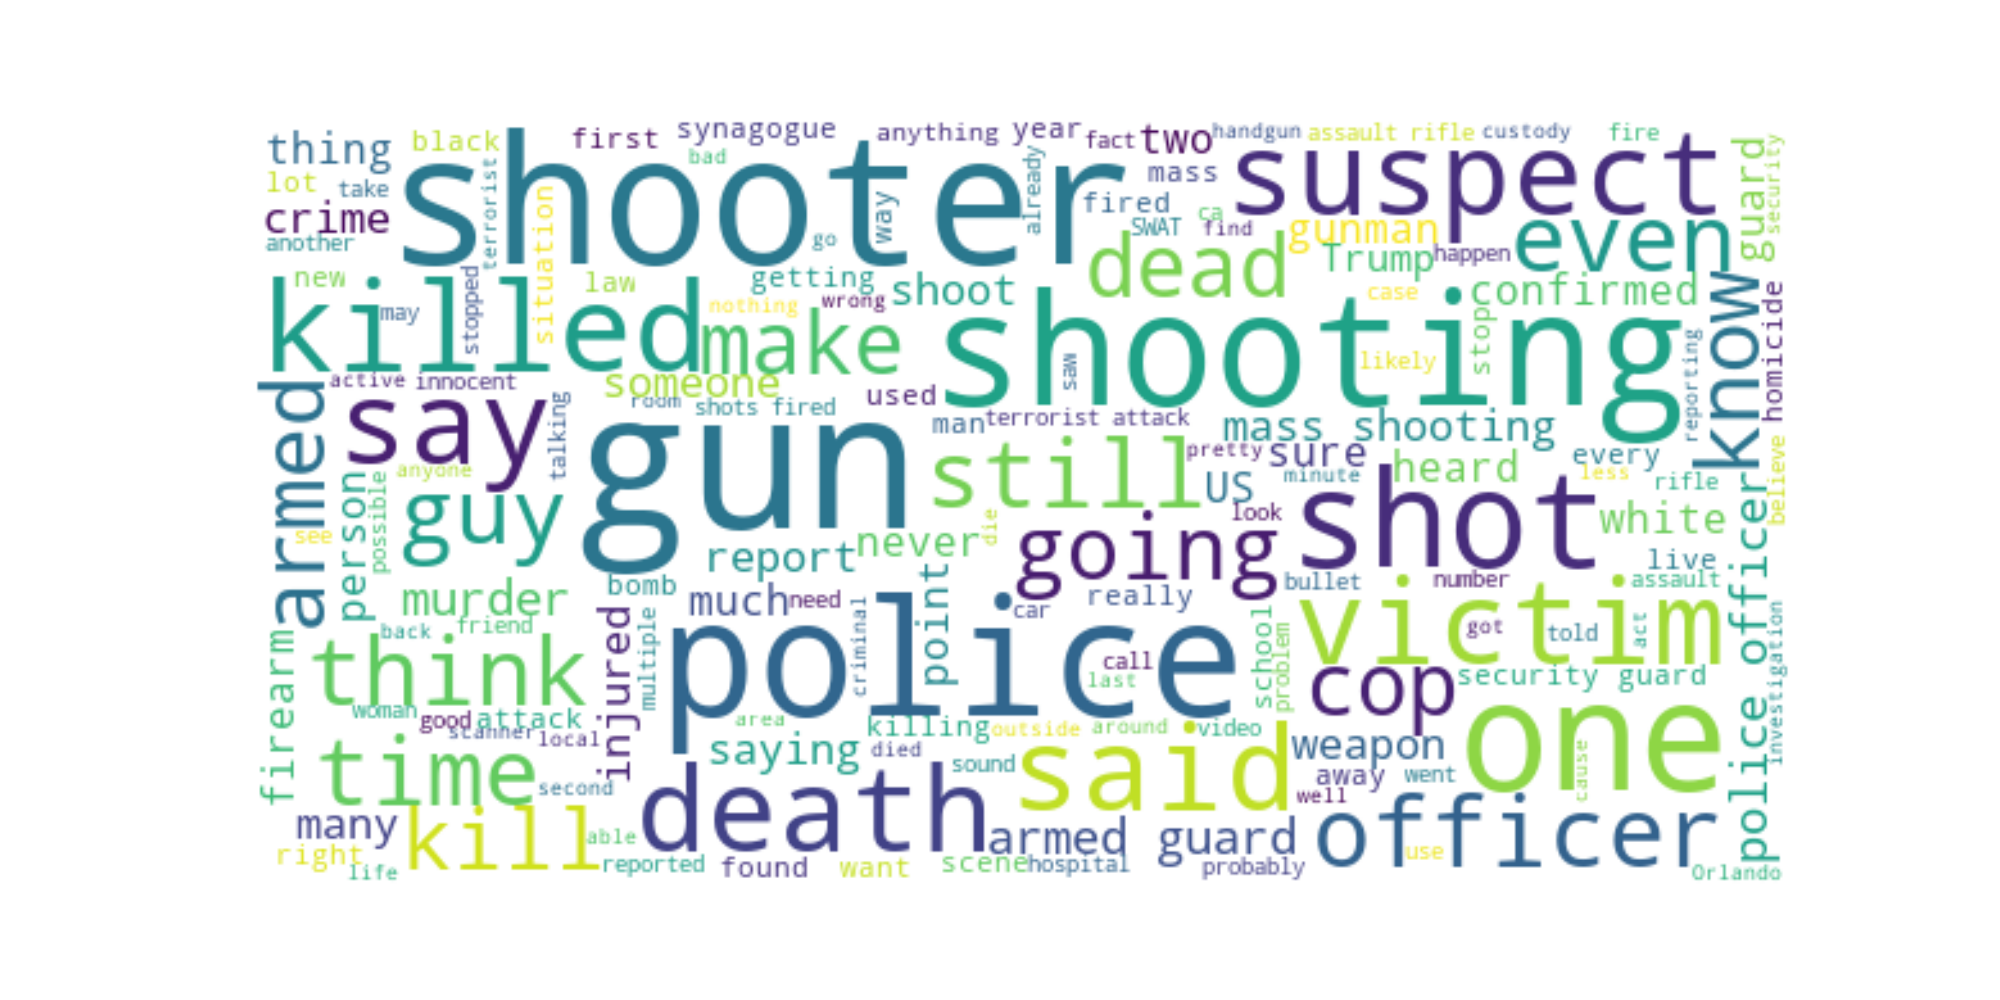 thing
black
first
synagogue
anything
year
fact
two
handgun
assault rifle
custody
fire
guard
security
lot
take
terrorist
shooter
bad
way
already
mass
suspect
crime
another
situation
go
fired
ca
SWAT
find
gunman
even
Trump
happen
dead
new
stopped
law
getting
shoot
case
confirmed
know
homicide
killed
may
nothing
wrong
make
shooting
saw
likely
stop
reporting
active
innocent
someone
room
shots fired
used
armed
say
talking
man
terrorist attack
mass shooting
gun
still
pretty
sure
heard
every
less
believe
anyone
person
possible
guy
US
minute
shot
rifle
white
see
look
never
die
report
going
live
police officer
murder
bomb
much
need
point
really
bullet
number
assault
friend
back
injured
multiple
car
school
problem
victim
got
told
act
investigation
firearm
think
police
criminal
call
last
cop
security guard
woman
good
attack
scanner
local
area
killing
outside
around
video
one
time
second
saying
died
sound
said
weapon
away
went
well
cause
many
kill
able
death
armed guard
officer
use
right
life
reported
found
want
scene
hospital
probably
Orlando